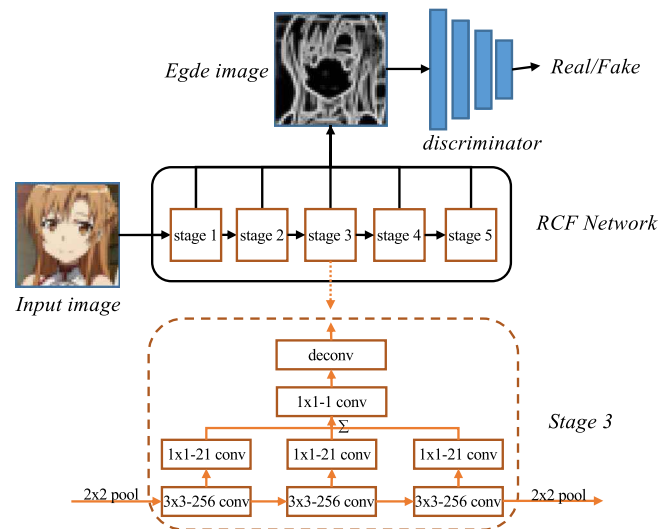 Egde image
Real/Fake
discriminator
RCF Network
stage 1
stage 2
stage 3
stage 4
stage 5
Input image
deconv
1x1-1 conv
Σ
Stage 3
1x1-21 conv
1x1-21 conv
1x1-21 conv
2x2 pool
3x3-256 conv
3x3-256 conv
3x3-256 conv
2x2 pool